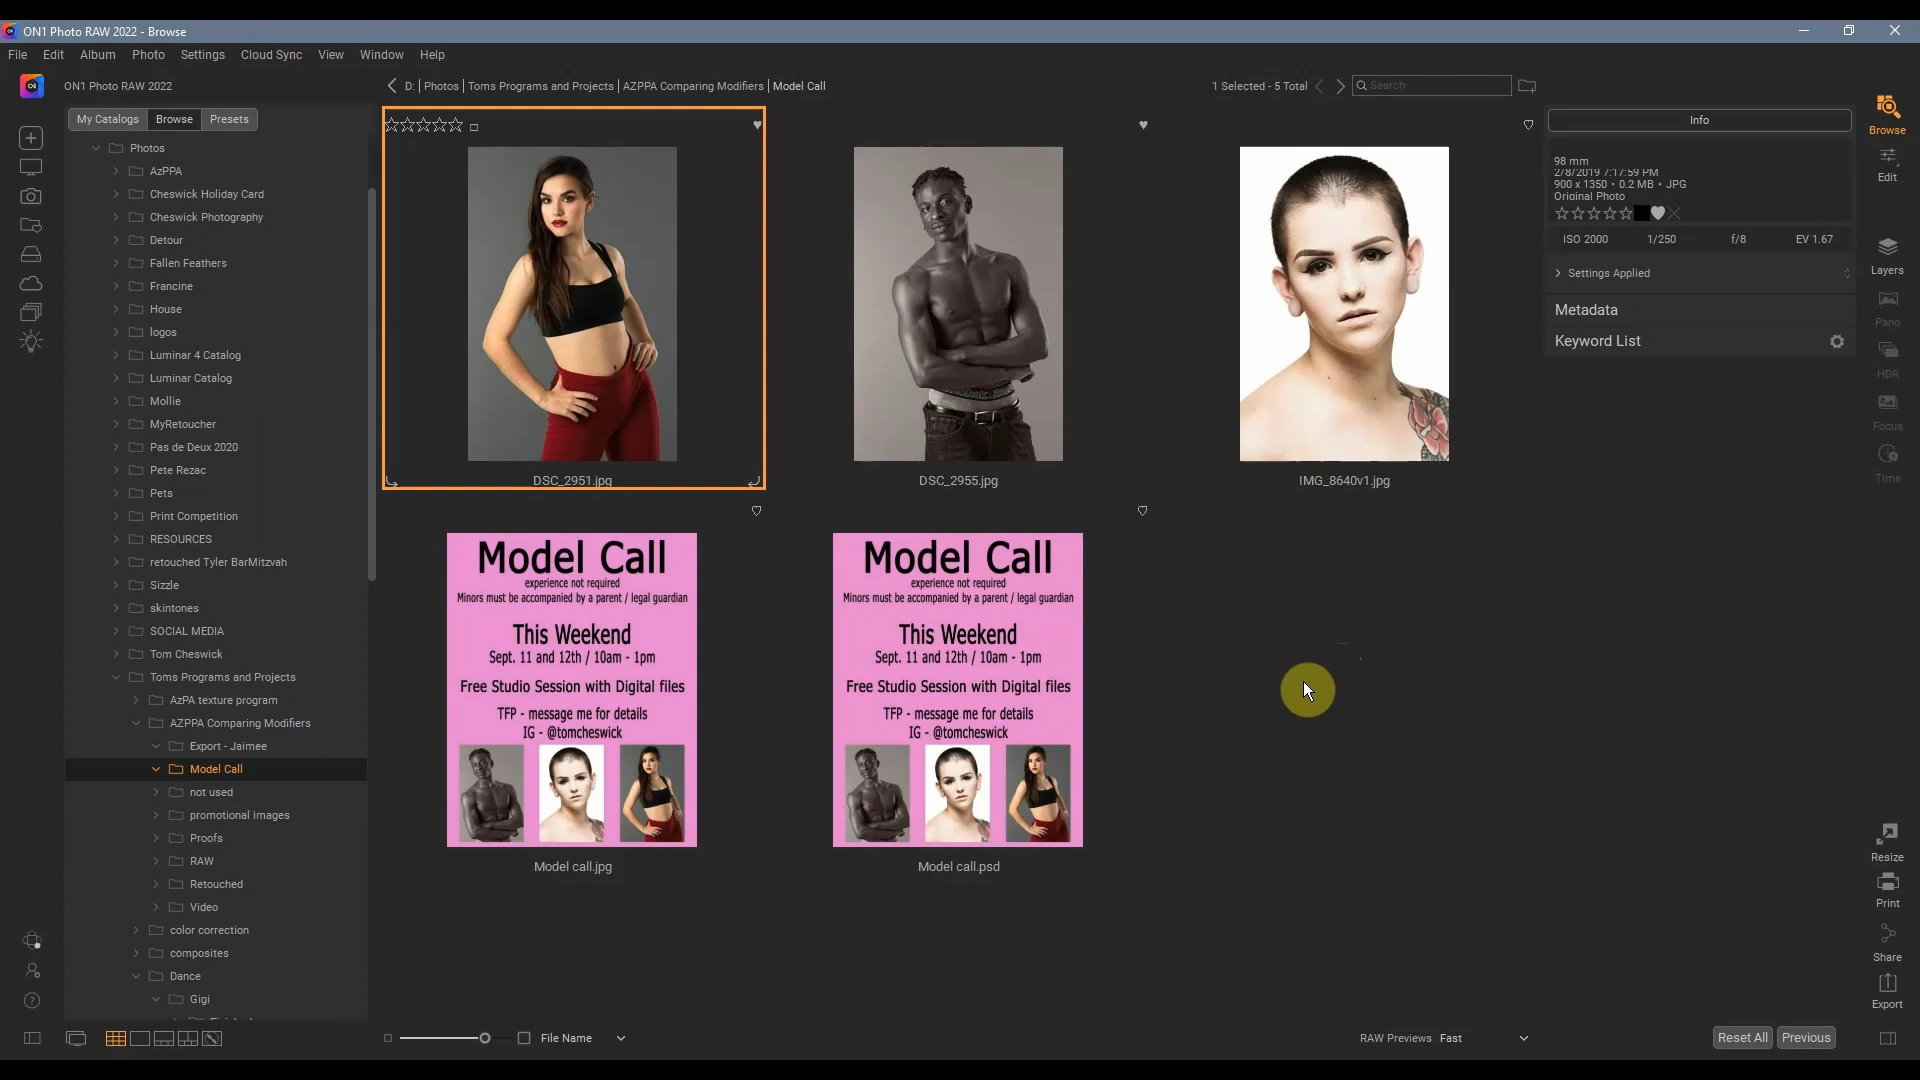 ON1 Photo RAW 2022 - Browse
File Edit Album Photo Settings Cloud Sync View Window Help
ON1 Photo RAW 2022
D: Photos Toms Programs and Projects AZPPA Comparing Modifiers Model Call
1 Selected - 5 Total
Search
My Catalogs Browse Presets
Photos
AzPPA
Cheswick Holiday Card
Cheswick Photography
Detour
Fallen Feathers
Francine
House
logos
Luminar 4 Catalog
Luminar Catalog
Mollie
MyRetoucher
Pas de Deux 2020
Pete Rezac
Pets
Print Competition
RESOURCES
retouched Tyler BarMitzvah
Sizzle
skintones
SOCIAL MEDIA
Tom Cheswick
Toms Programs and Projects
AzPA texture program
AZPPA Comparing Modifiers
Export - Jaimee
Model Call
not used
promotional images
Proofs
RAW
Retouched
Video
color correction
composites
Dance
Gigi
DSC_2951.jpg
DSC_2955.jpg
IMG_8640v1.jpg
Model Call
experience not required
Minors must be accompanied by a parent / legal guardian
This Weekend
Sept. 11 and 12th / 10am - 1pm
Free Studio Session with Digital files
TFP - message me for details
IG - @tomcheswick
Model call.jpg
Model Call
experience not required
Minors must be accompanied by a parent / legal guardian
This Weekend
Sept. 11 and 12th / 10am - 1pm
Free Studio Session with Digital files
TFP - message me for details
IG - @tomcheswick
Model call.psd
Info
98 mm
2/8/2019 7:17:59 PM
900 x 1350 • 0.2 MB • JPG
Original Photo
ISO 2000 1/250 f/8 EV 1.67
Settings Applied
Metadata
Keyword List
Browse
Edit
Layers
Pano
HDR
Focus
Time
Resize
Print
Share
Export
File Name
RAW Previews Fast
Reset All Previous